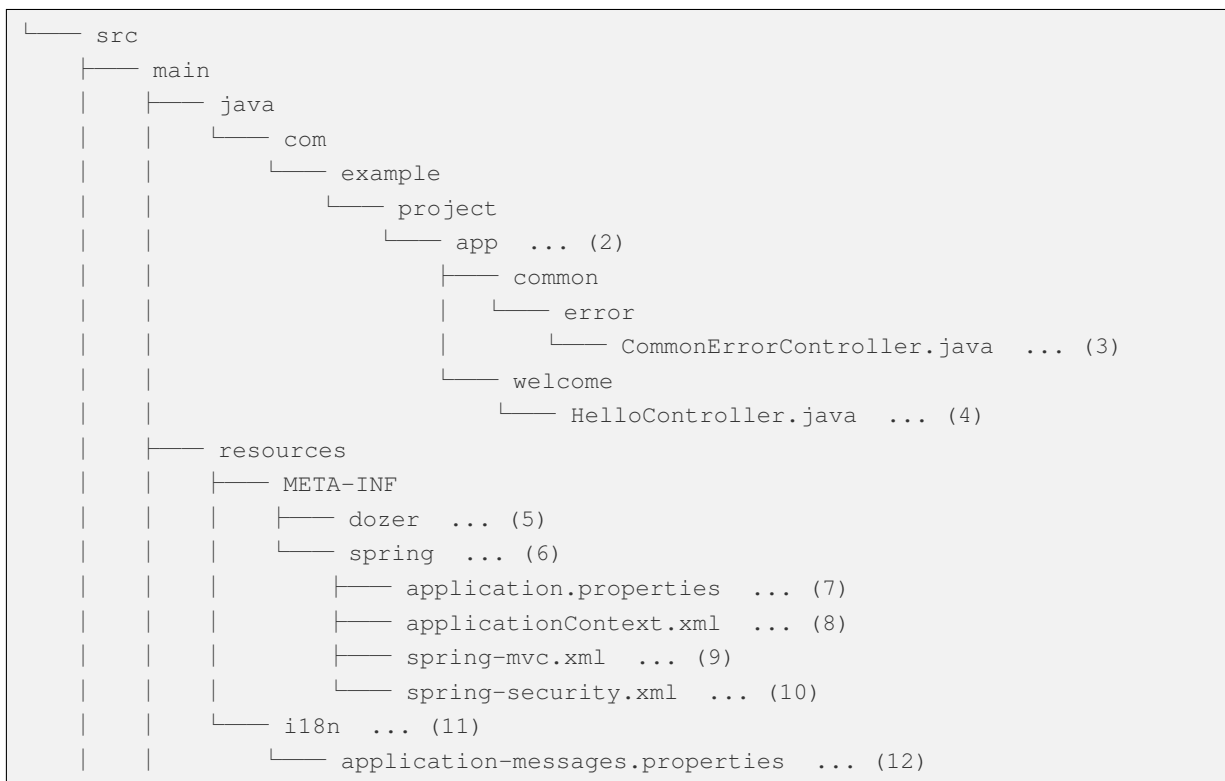 └── src
    ├── main
    │   ├── java
    │   │   └── com
    │   │       └── example
    │   │           └── project
    │   │               └── app  ... (2)
    │   │                   ├── common
    │   │                   │   └── error
    │   │                   │       └── CommonErrorController.java  ... (3)
    │   │                   └── welcome
    │   │                       └── HelloController.java  ... (4)
    │   ├── resources
    │   │   ├── META-INF
    │   │   │   ├── dozer  ... (5)
    │   │   │   └── spring  ... (6)
    │   │   │       ├── application.properties  ... (7)
    │   │   │       ├── applicationContext.xml  ... (8)
    │   │   │       ├── spring-mvc.xml  ... (9)
    │   │   │       └── spring-security.xml  ... (10)
    │   │   └── i18n  ... (11)
    │   │       └── application-messages.properties  ... (12)